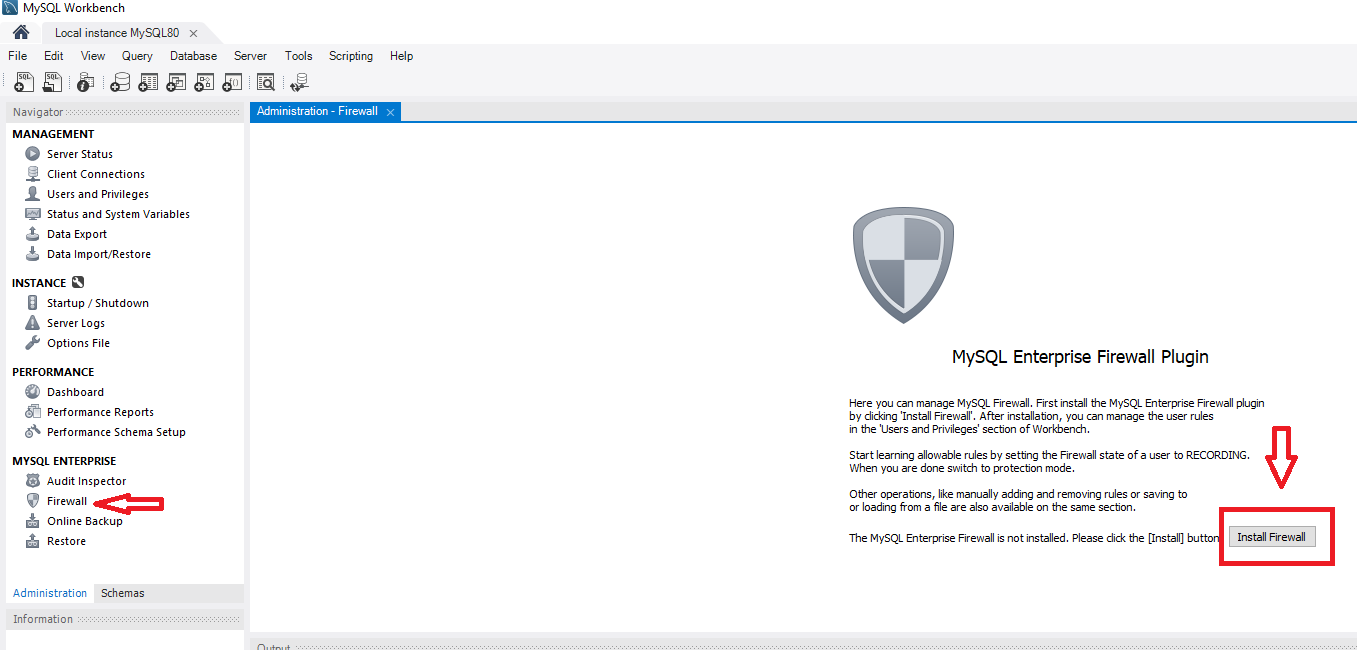 MySQL Workbench
Local instance MySQL80
File Edit View Query Database Server Tools Scripting Help
Navigator
MANAGEMENT
Server Status
Client Connections
Users and Privileges
Status and System Variables
Data Export
Data Import/Restore
INSTANCE
Startup / Shutdown
Server Logs
Options File
PERFORMANCE
Dashboard
Performance Reports
Performance Schema Setup
MYSQL ENTERPRISE
Audit Inspector
Firewall
Online Backup
Restore
Administration Schemas
Information
Administration - Firewall
MySQL Enterprise Firewall Plugin
Here you can manage MySQL Firewall. First install the MySQL Enterprise Firewall plugin
by clicking 'Install Firewall'. After installation, you can manage the user rules
in the 'Users and Privileges' section of Workbench.
Start learning allowable rules by setting the Firewall state of a user to RECORDING.
When you are done switch to protection mode.
Other operations, like manually adding and removing rules or saving to
or loading from a file are also available on the same section.
The MySQL Enterprise Firewall is not installed. Please click the [Install] button
Install Firewall
Output